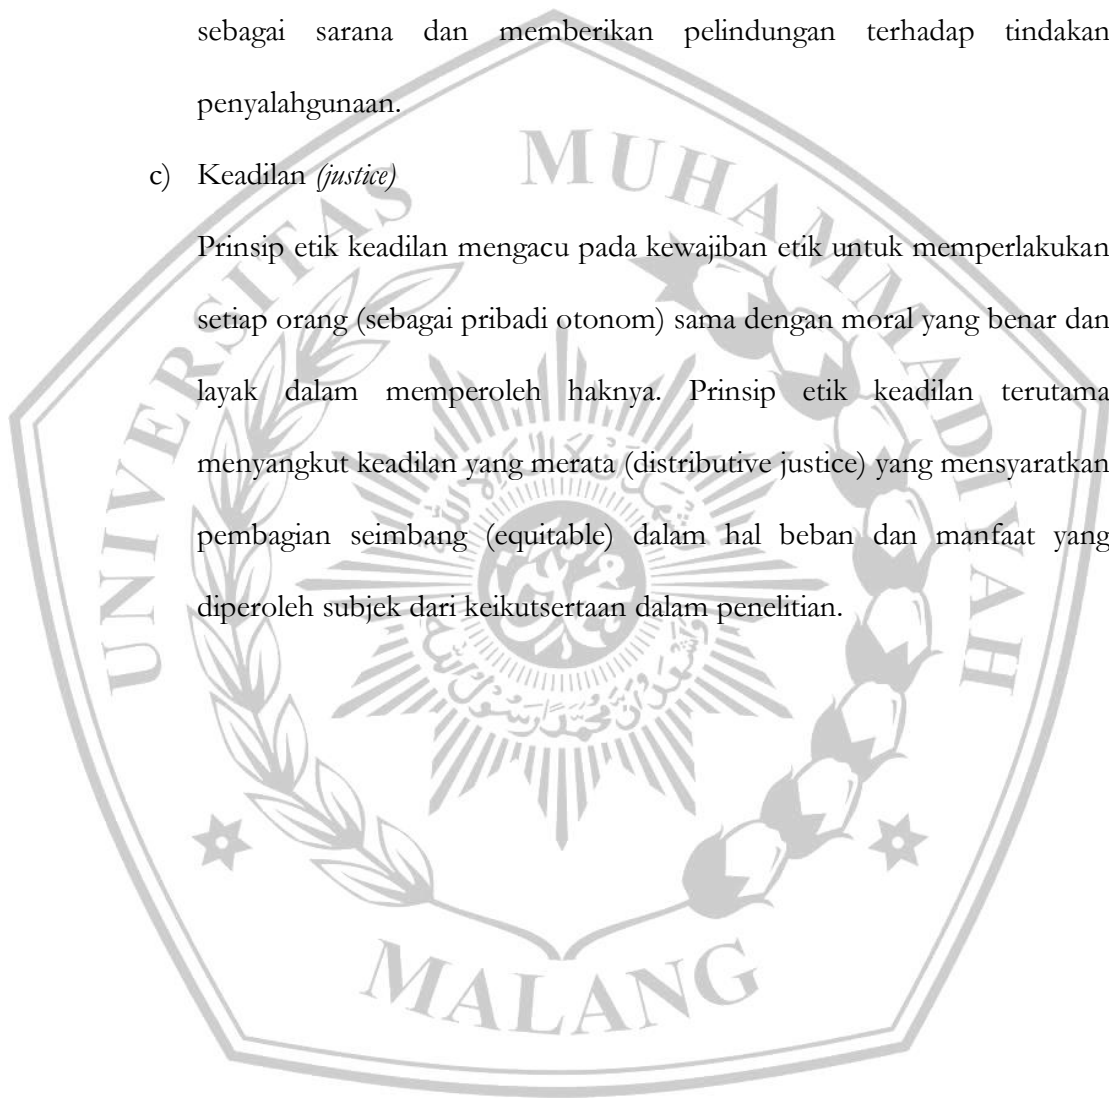 sebagai sarana dan memberikan pelindungan terhadap tindakan
penyalahgunaan.
c) Keadilan (justice)
Prinsip etik keadilan mengacu pada kewajiban etik untuk memperlakukan
setiap orang (sebagai pribadi otonom) sama dengan moral yang benar dan
layak dalam memperoleh haknya. Prinsip etik keadilan terutama
menyangkut keadilan yang merata (distributive justice) yang mensyaratkan
pembagian seimbang (equitable) dalam hal beban dan manfaat yang
diperoleh subjek dari keikutsertaan dalam penelitian.
UNIVERSITAS MUHAMMADIYAH
MALANG